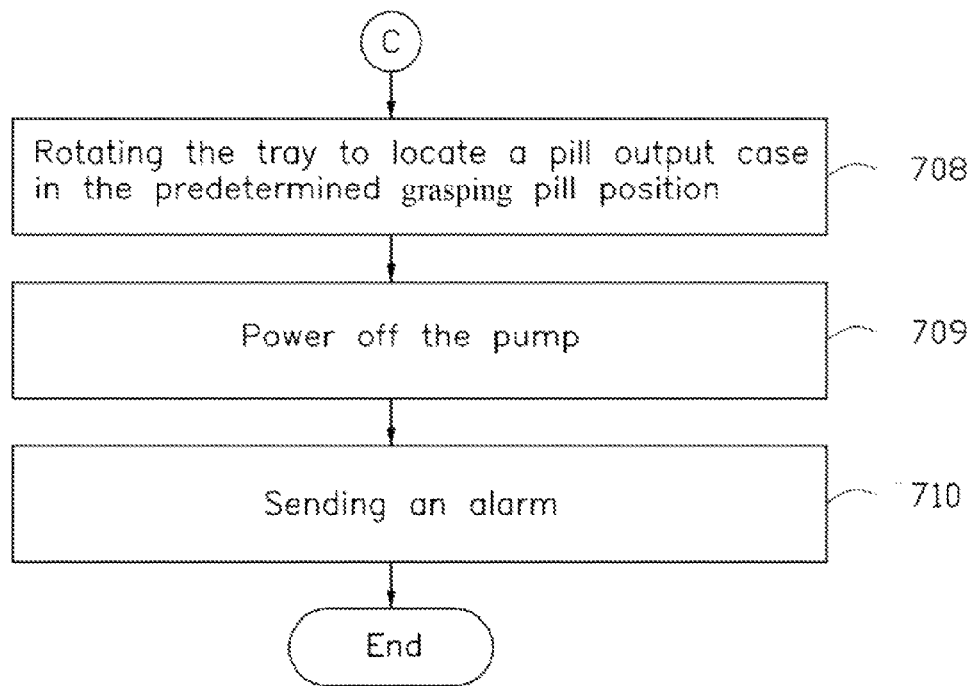 C
Rotating the tray to locate a pill output case
in the predetermined grasping pill position
708
Power off the pump
709
Sending an alarm
710
End